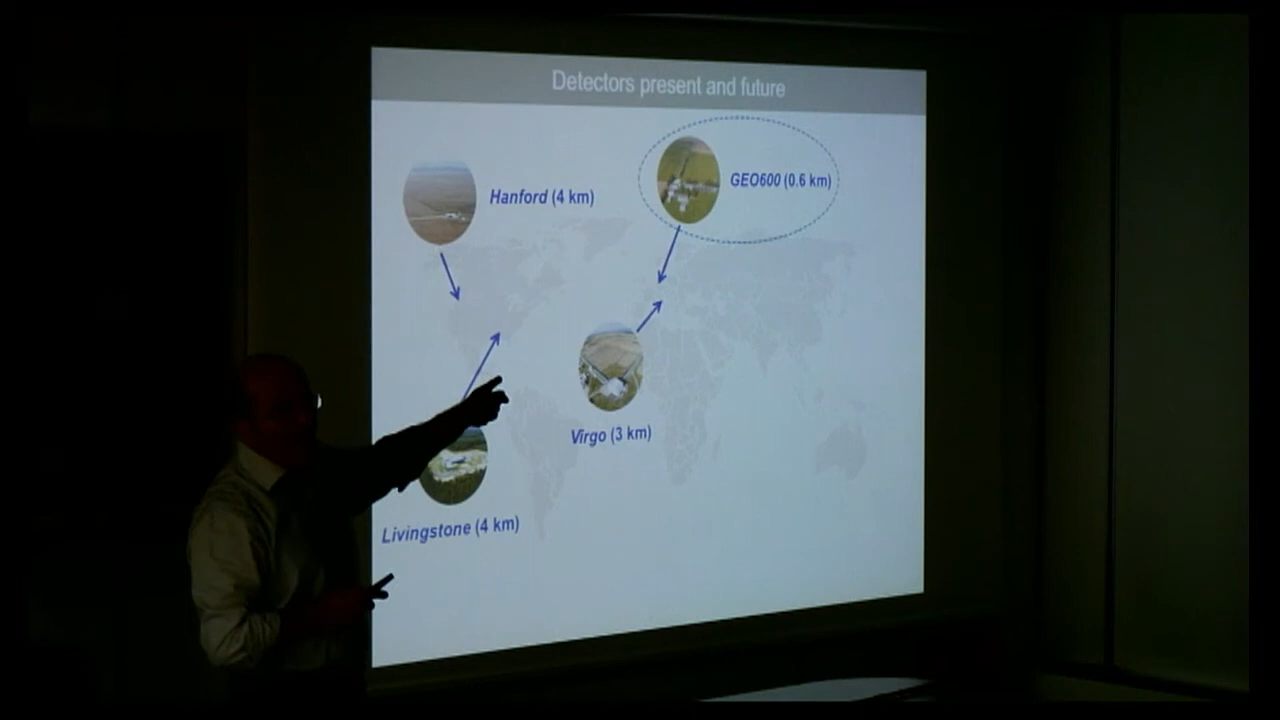 Detectors present and future
Hanford (4 km)
GEO600 (0.6 km)
Virgo (3 km)
Livingstone (4 km)